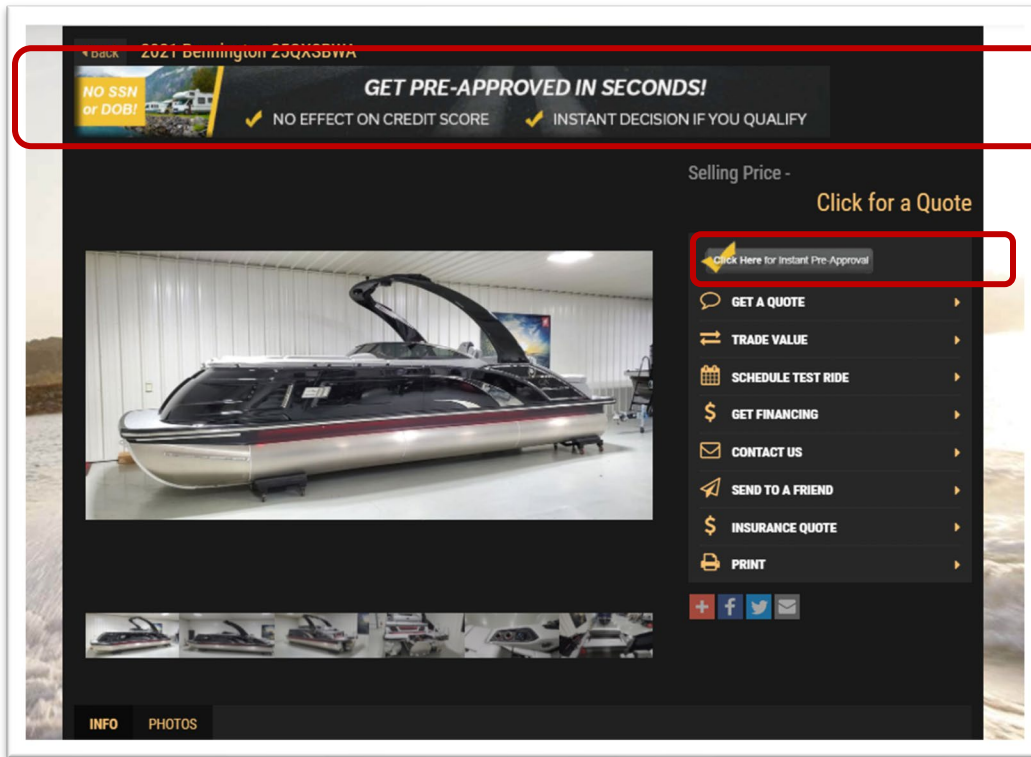 Back 2021 Bennington 25QXSBWA
NO SSN
or DOB!
GET PRE-APPROVED IN SECONDS!
NO EFFECT ON CREDIT SCORE INSTANT DECISION IF YOU QUALIFY
Selling Price -
Click for a Quote
Click Here for Instant Pre-Approval
GET A QUOTE
TRADE VALUE
SCHEDULE TEST RIDE
GET FINANCING
CONTACT US
SEND TO A FRIEND
INSURANCE QUOTE
PRINT
INFO PHOTOS